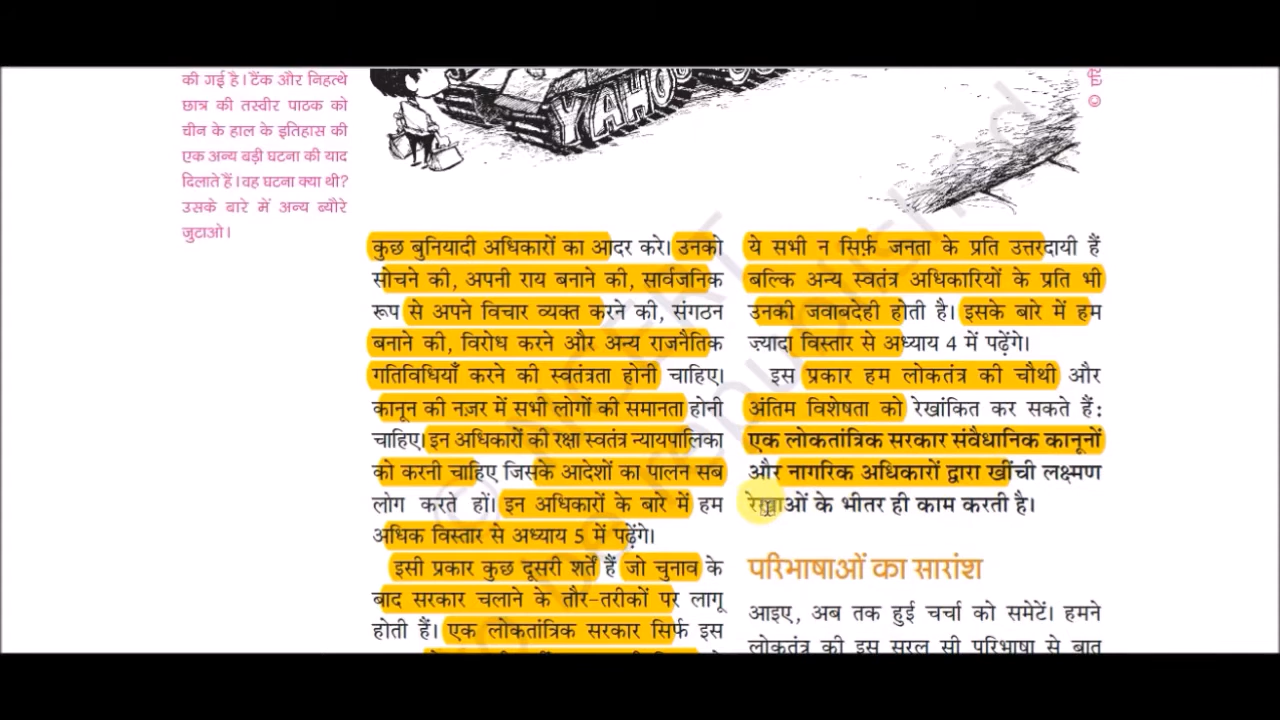 की गई है। टैंक और निहत्थे
छात्र की तस्वीर पाठक को
चीन के हाल के इतिहास की
एक अन्य बड़ी घटना की याद
दिलाते हैं। वह घटना क्या थी?
उसके बारे में अन्य ब्यौरे
जुटाओ।
YAHOO
©
कुछ बुनियादी अधिकारों का आदर करे। उनको
सोचने की, अपनी राय बनाने की, सार्वजनिक
रूप से अपने विचार व्यक्त करने की, संगठन
बनाने की, विरोध करने और अन्य राजनैतिक
गतिविधियाँ करने की स्वतंत्रता होनी चाहिए।
कानून की नज़र में सभी लोगों की समानता होनी
चाहिए। इन अधिकारों की रक्षा स्वतंत्र न्यायपालिका
को करनी चाहिए जिसके आदेशों का पालन सब
लोग करते हों। इन अधिकारों के बारे में हम
अधिक विस्तार से अध्याय 5 में पढ़ेंगे।
इसी प्रकार कुछ दूसरी शर्तें हैं जो चुनाव के
बाद सरकार चलाने के तौर-तरीकों पर लागू
होती हैं। एक लोकतांत्रिक सरकार सिर्फ इस
ये सभी न सिर्फ़ जनता के प्रति उत्तरदायी हैं
बल्कि अन्य स्वतंत्र अधिकारियों के प्रति भी
उनकी जवाबदेही होती है। इसके बारे में हम
ज़्यादा विस्तार से अध्याय 4 में पढ़ेंगे।
इस प्रकार हम लोकतंत्र की चौथी और
अंतिम विशेषता को रेखांकित कर सकते हैं:
एक लोकतांत्रिक सरकार संवैधानिक कानूनों
और नागरिक अधिकारों द्वारा खींची लक्ष्मण
रेखाओं के भीतर ही काम करती है।
परिभाषाओं का सारांश
आइए, अब तक हुई चर्चा को समेटें। हमने
लोकतंत्र की इस सरल सी परिभाषा से बात